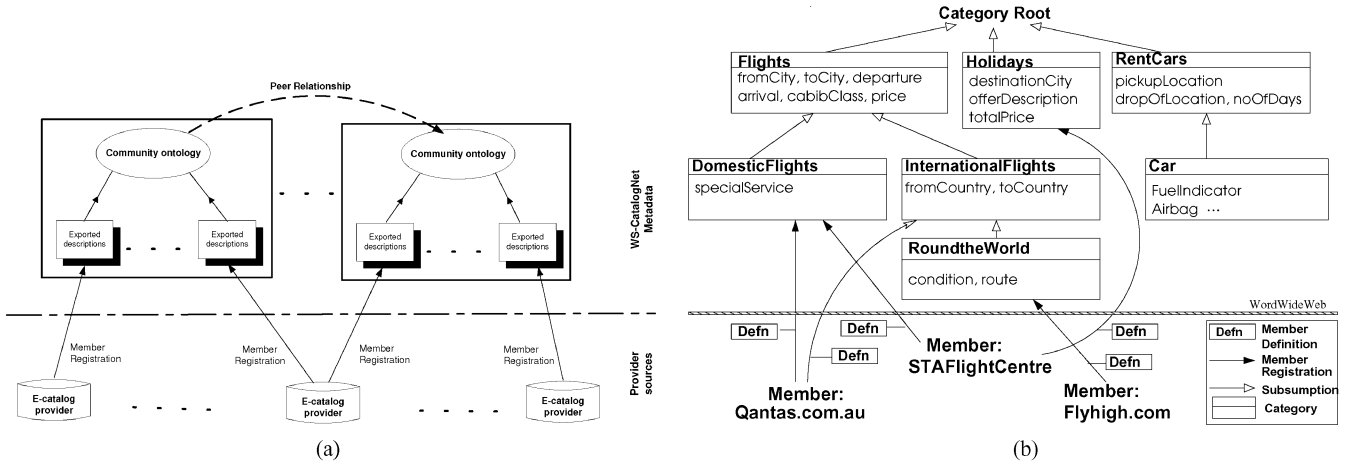 Peer Relationship
Community ontology
Community ontology
Exported descriptions
Exported descriptions
Exported descriptions
Exported descriptions
WS-CatalogNet
Metadata
Member
Registration
Member
Registration
Member
Registration
Member
Registration
Provider
sources
E-catalog
provider
E-catalog
provider
E-catalog
provider
(a)
Category Root
Flights
fromCity, toCity, departure
arrival, cabibClass, price
Holidays
destinationCity
offerDescription
totalPrice
RentCars
pickupLocation
dropOfLocation, noOfDays
DomesticFlights
specialService
InternationalFlights
fromCountry, toCountry
Car
FuelIndicator
Airbag ...
RoundtheWorld
condition, route
WordWideWeb
Defn
Defn
Defn
Defn
Defn
Member:
STAFlightCentre
Member:
Qantas.com.au
Member:
Flyhigh.com
Defn
Member
Definition
Member
Registration
Subsumption
Category
(b)